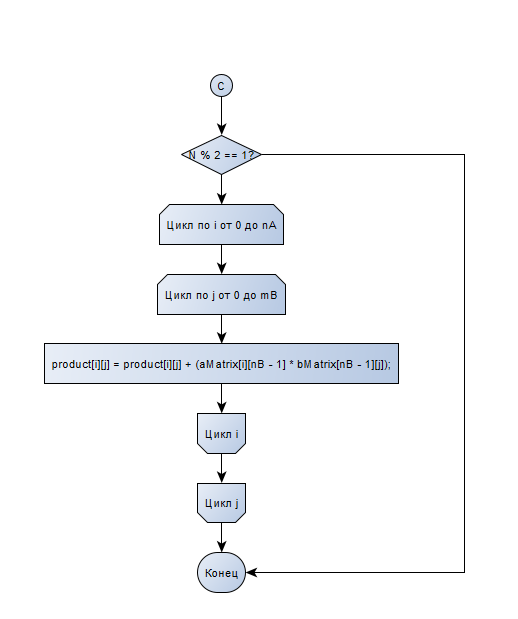 С
N % 2 == 1?
Цикл по i от 0 до nA
Цикл по j от 0 до mB
product[i][j] = product[i][j] + (aMatrix[i][nB - 1] * bMatrix[nB - 1][j]);
Цикл i
Цикл j
Конец